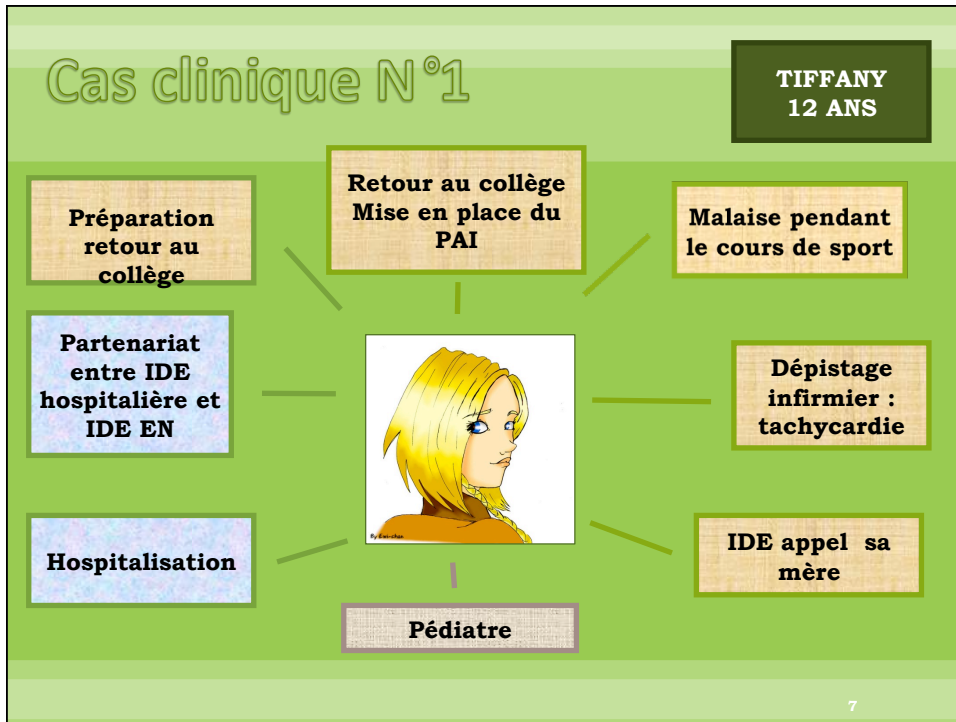 Cas clinique N°1
TIFFANY
12 ANS
Préparation
retour au
collège
Retour au collège
Mise en place du
PAI
Malaise pendant
le cours de sport
Partenariat
entre IDE
hospitalière et
IDE EN
Dépistage
infirmier :
tachycardie
Hospitalisation
IDE appel sa
mère
Pédiatre
7